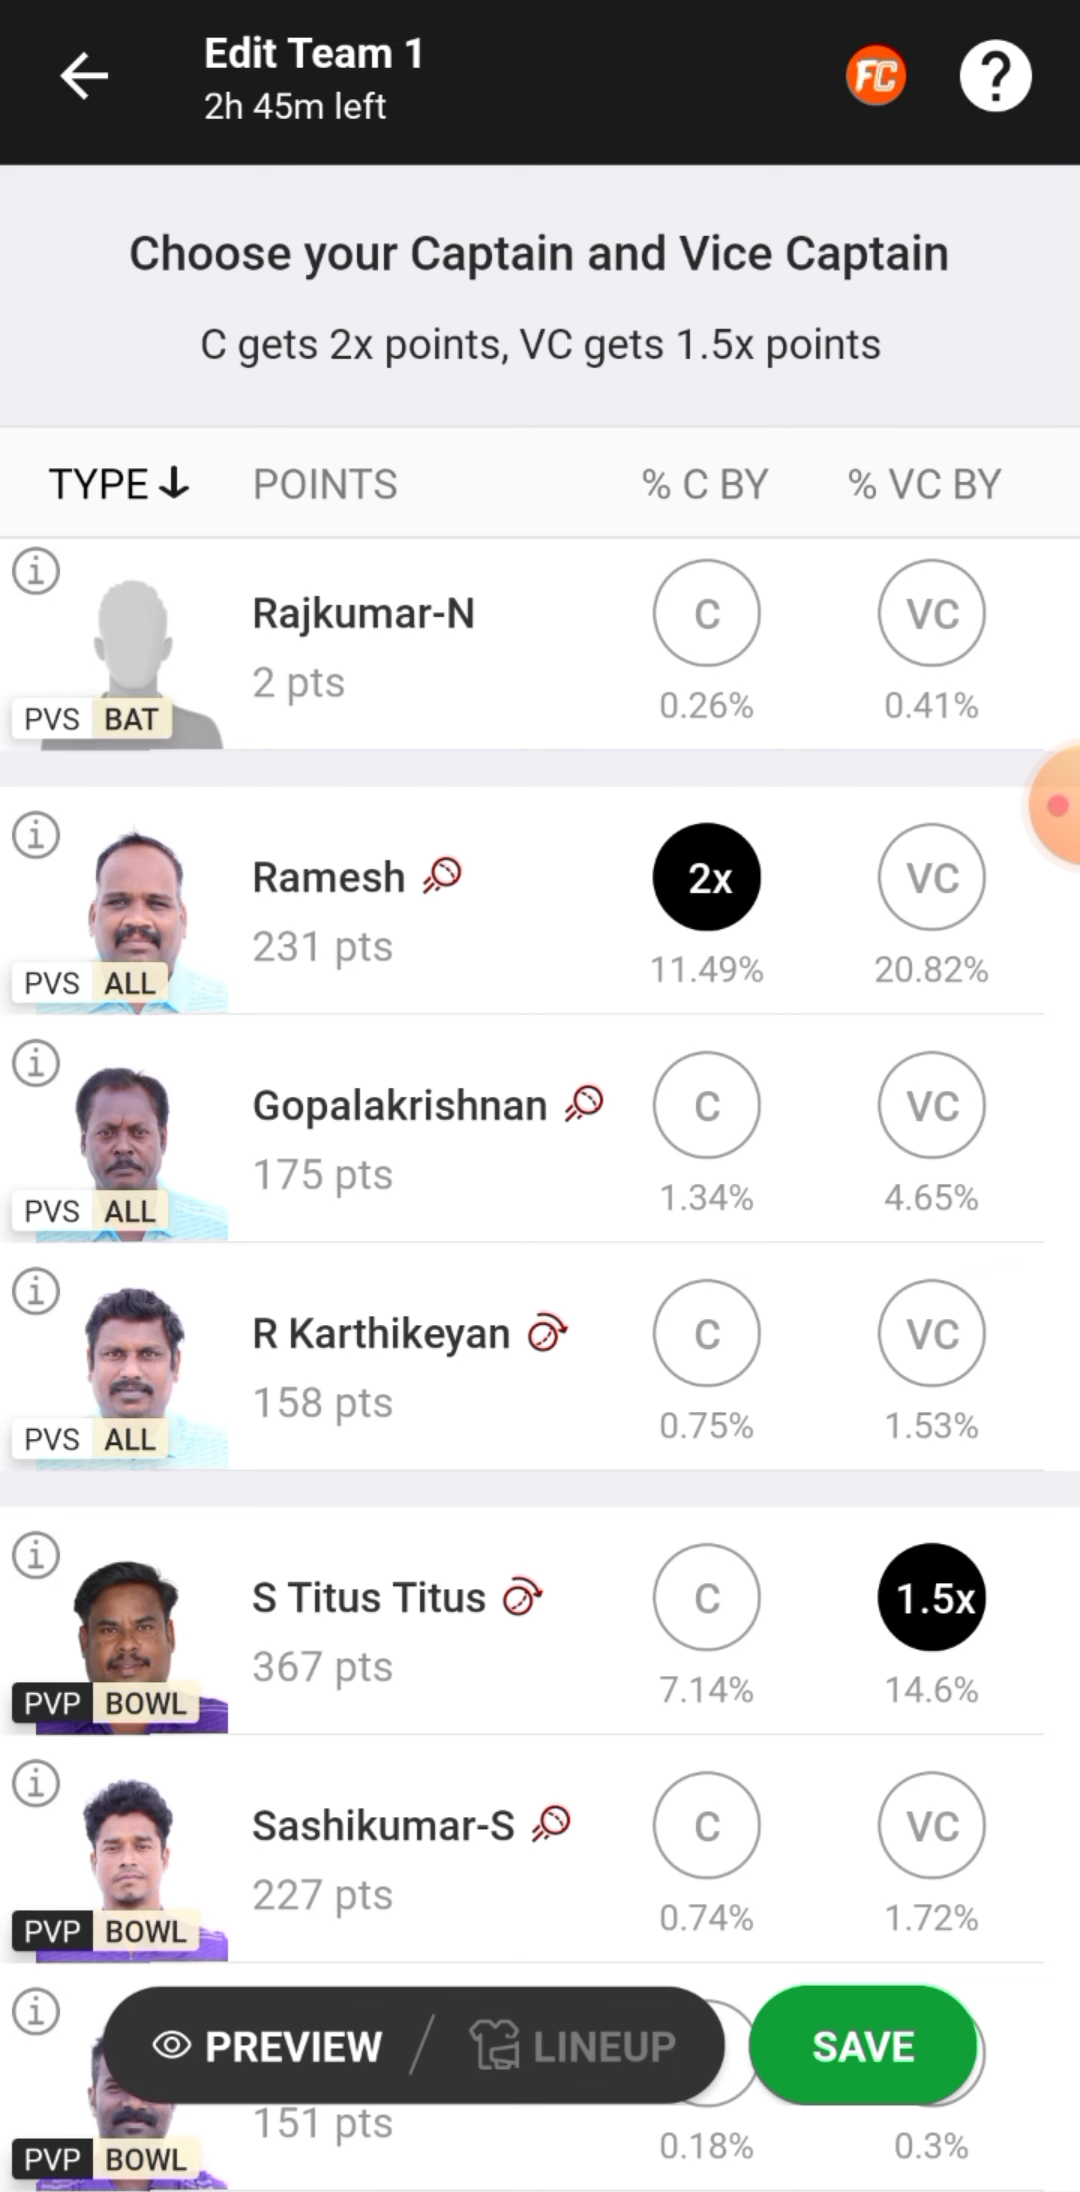 Edit Team 1
2h 45m left
FC
?
Choose your Captain and Vice Captain
C gets 2x points, VC gets 1.5x points
TYPE POINTS % C BY % VC BY
i
Rajkumar-N C VC
2 pts 0.26% 0.41%
PVS BAT
i
Ramesh 2x VC
231 pts 11.49% 20.82%
PVS ALL
i
Gopalakrishnan C VC
175 pts 1.34% 4.65%
PVS ALL
i
R Karthikeyan C VC
158 pts 0.75% 1.53%
PVS ALL
i
S Titus Titus C 1.5x
367 pts 7.14% 14.6%
PVP BOWL
i
Sashikumar-S C VC
227 pts 0.74% 1.72%
PVP BOWL
i
PREVIEW / LINEUP SAVE
151 pts 0.18% 0.3%
PVP BOWL